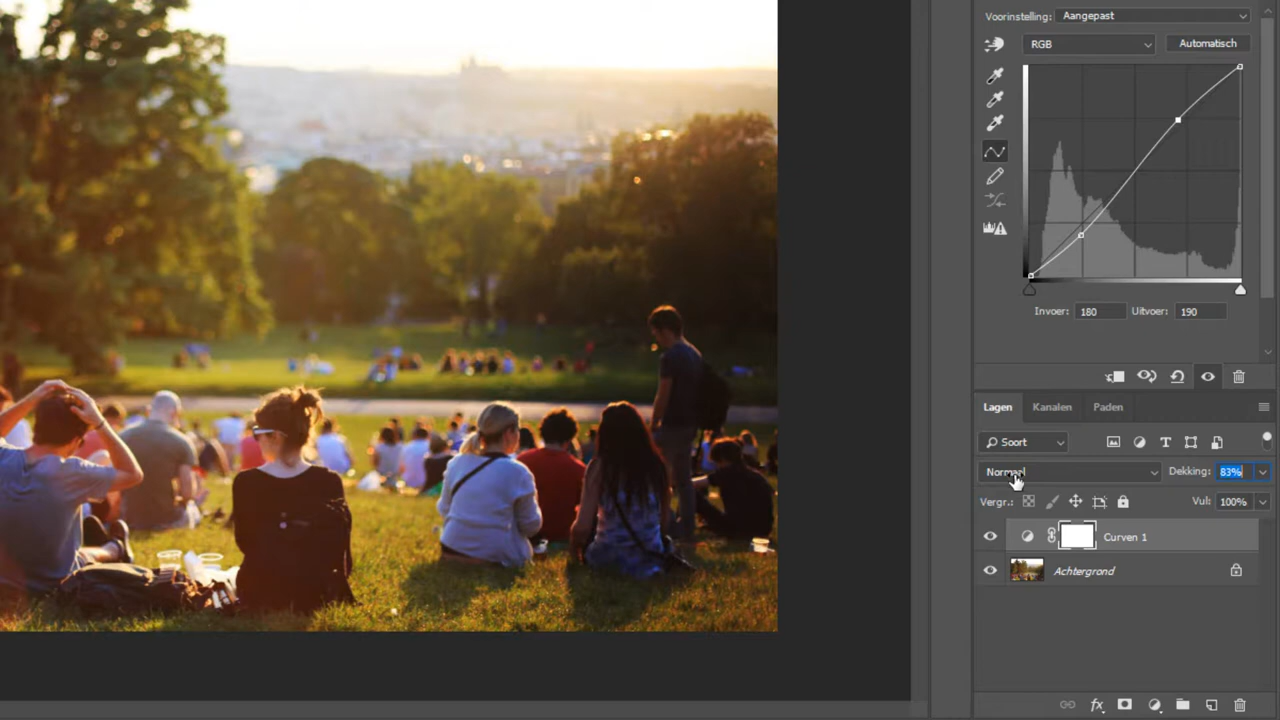 Voorinstelling: Aangepast
RGB Automatisch
Invoer: 180 Uitvoer: 190
Lagen Kanalen Paden
Soort
Normaal Dekking: 83%
Vergr.: Vul: 100%
Curven 1
Achtergrond
fx